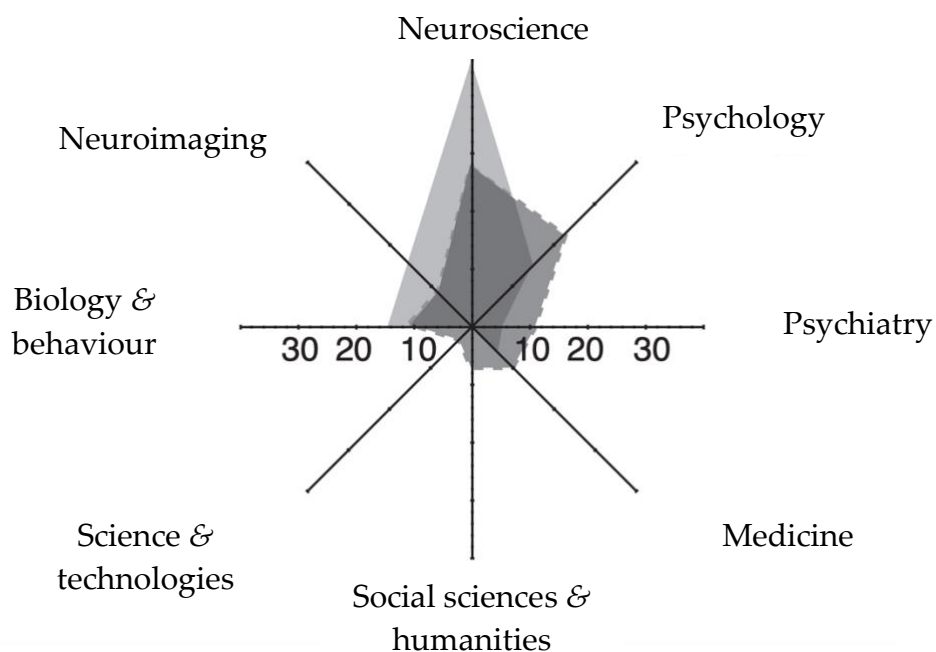 Neuroscience
Psychology
Neuroimaging
Biology &
behaviour
Psychiatry
30 20 10 10 20 30
Science &
technologies
Medicine
Social sciences &
humanities